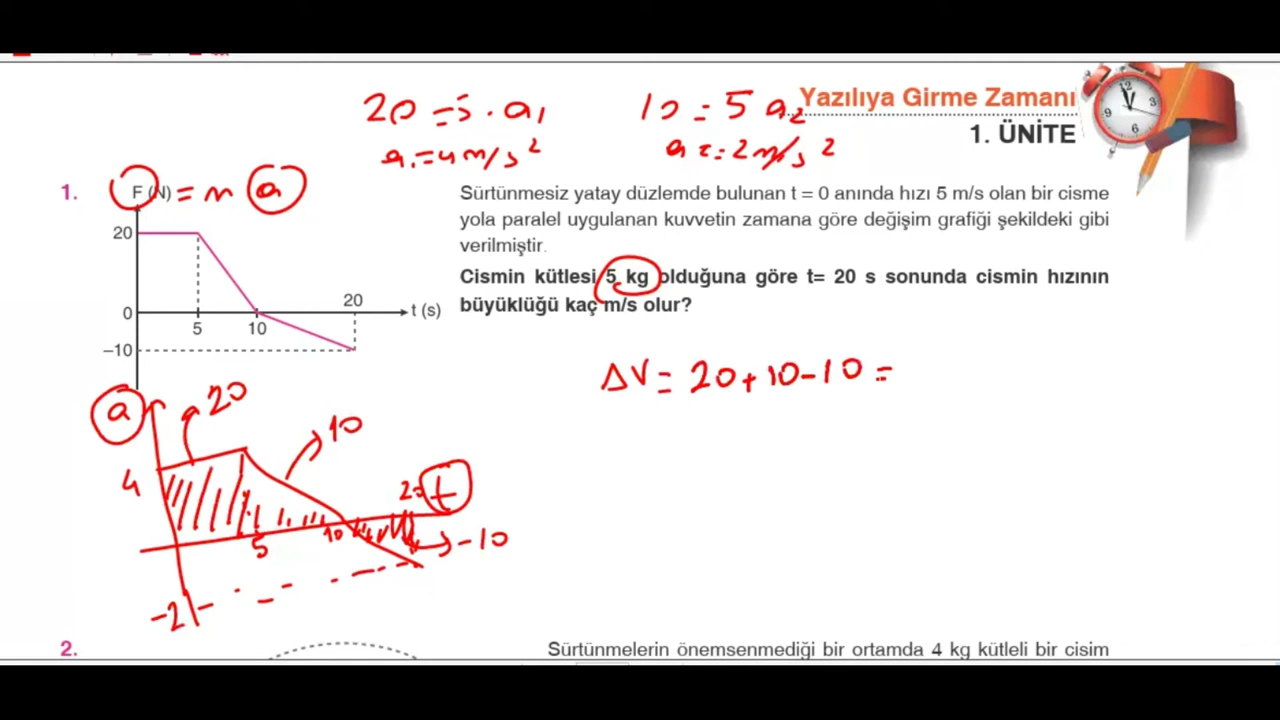 20 = 5 . a1
a1 = 4 m/s²
10 = 5 a2
a2 = 2 m/s²
Yazılıya Girme Zamanı
1. ÜNİTE
1.
F (N) = m a
20
0
–10
5
10
20
t (s)
Sürtünmesiz yatay düzlemde bulunan t = 0 anında hızı 5 m/s olan bir cisme
yola paralel uygulanan kuvvetin zamana göre değişim grafiği şekildeki gibi
verilmiştir.
Cismin kütlesi 5 kg olduğuna göre t= 20 s sonunda cismin hızının
büyüklüğü kaç m/s olur?
ΔV = 20 + 10 - 10 =
a
20
10
4
20
t
5
10
-10
-2
2.
Sürtünmelerin önemsenmediği bir ortamda 4 kg kütleli bir cisim